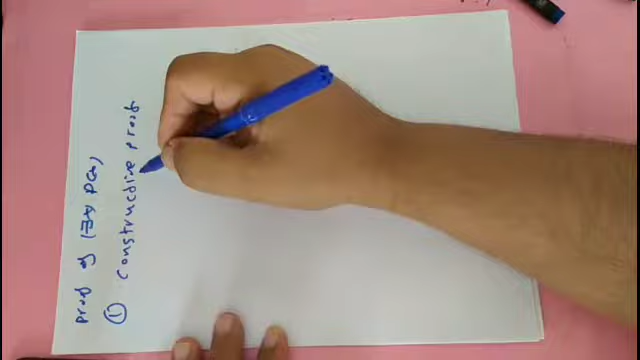 proof of (∃x) P(x)
① constructive proof